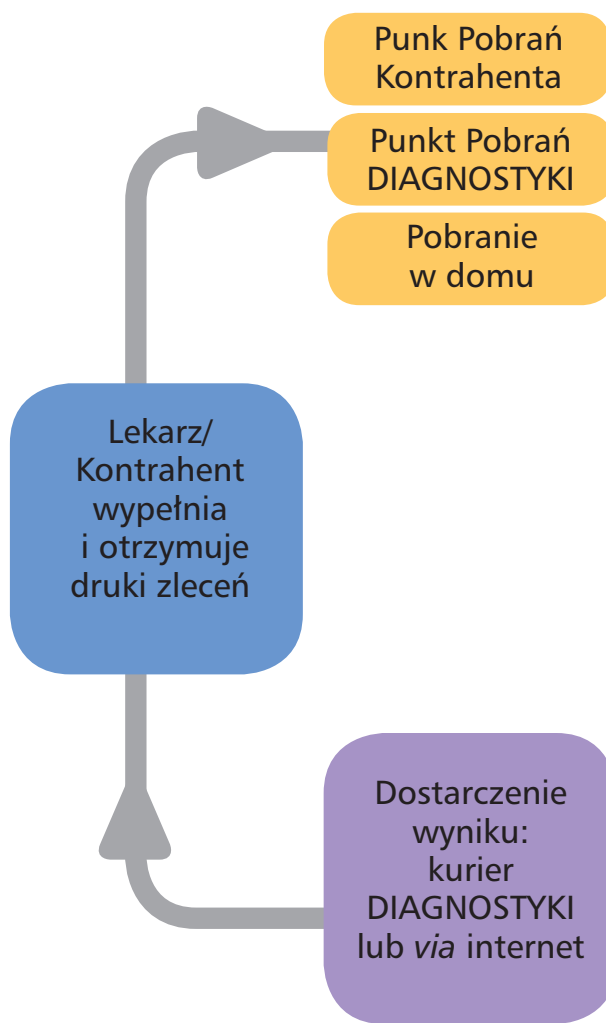 Punk Pobrań
Kontrahenta
Punkt Pobrań
DIAGNOSTYKI
Pobranie
w domu
Lekarz/
Kontrahent
wypełnia
i otrzymuje
druki zleceń
Dostarczenie
wyniku:
kurier
DIAGNOSTYKI
lub via internet